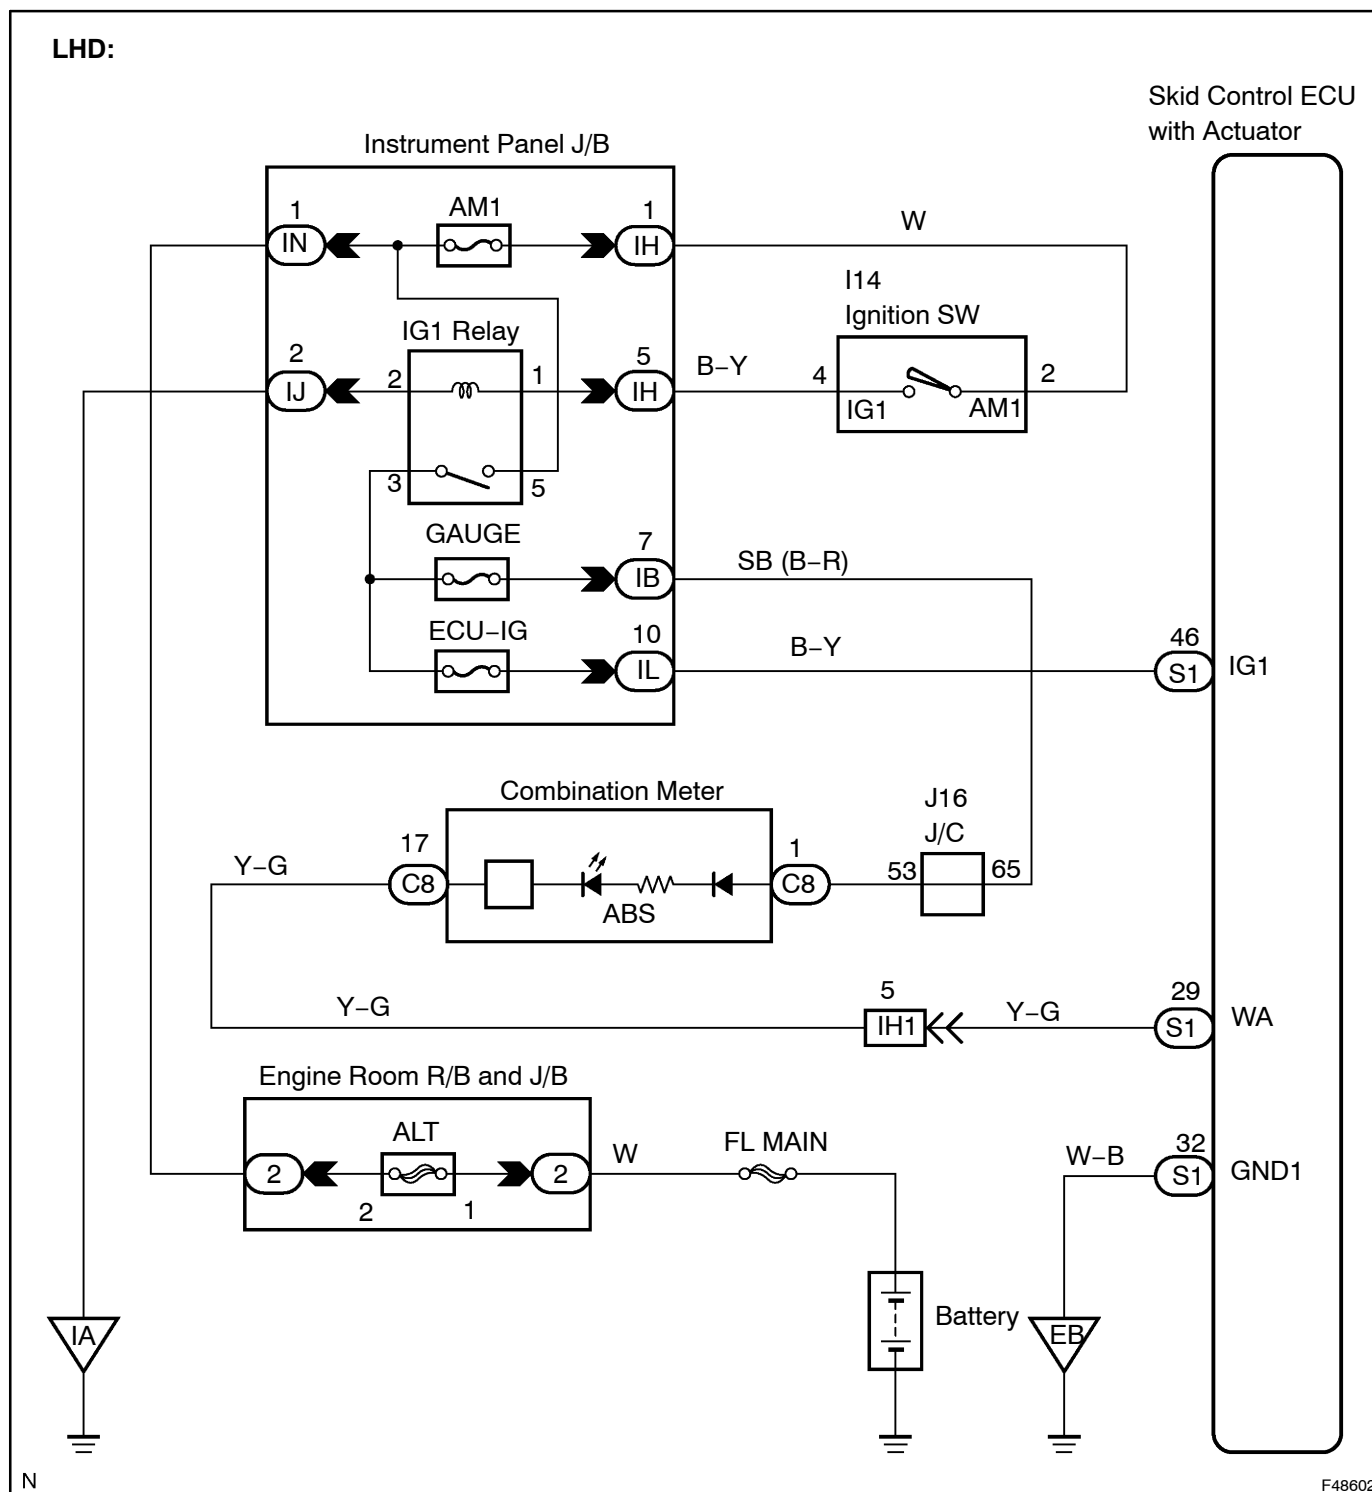 LHD:
Skid Control ECU
with Actuator
Instrument Panel J/B
1
AM1
1
IN
IH
W
I14
Ignition SW
IG1 Relay
2
5
IJ
2
1
IH
B−Y
4
2
IG1
AM1
3
5
GAUGE
7
IB
SB (B−R)
ECU−IG
10
IL
B−Y
46
S1
IG1
Combination Meter
J16
J/C
17
1
Y−G
C8
C8
53
65
ABS
Y−G
5
IH1
Y−G
29
S1
WA
Engine Room R/B and J/B
ALT
FL MAIN
2
2
W
2
1
W−B
32
S1
GND1
Battery
IA
EB
N
F48602